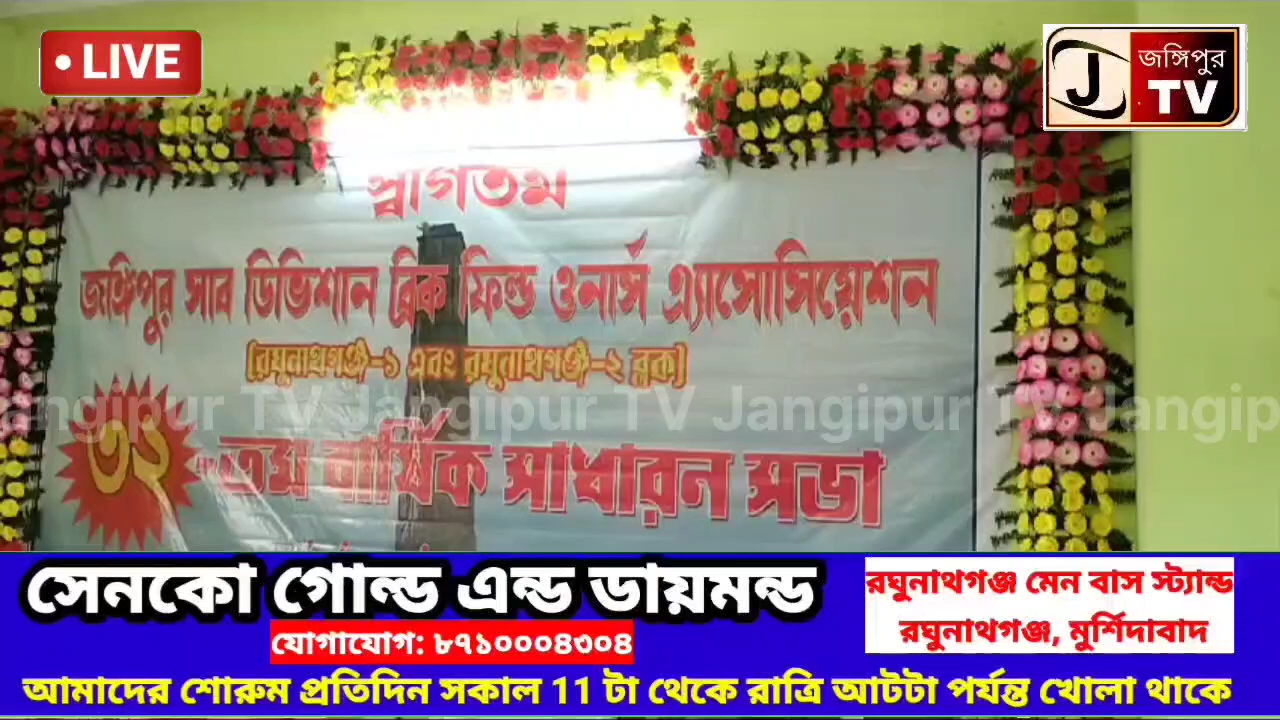 • LIVE
জঙ্গিপুর
TV
স্বাগতম
জঙ্গিপুর সাব ডিভিশান ব্রিক ফিল্ড ওনার্স এ্যাসোসিয়েশন
(রঘুনাথগঞ্জ-১ এবং রঘুনাথগঞ্জ-২ ব্লক)
৩২ তম বার্ষিক সাধারন সভা
Jangipur TV Jangipur TV Jangipur TV Jangip
সেনকো গোল্ড এন্ড ডায়মন্ড
যোগাযোগ: ৮৭১০০০৪৩০৪
রঘুনাথগঞ্জ মেন বাস স্ট্যান্ড
রঘুনাথগঞ্জ, মুর্শিদাবাদ
আমাদের শোরুম প্রতিদিন সকাল 11 টা থেকে রাত্রি আটটা পর্যন্ত খোলা থাকে